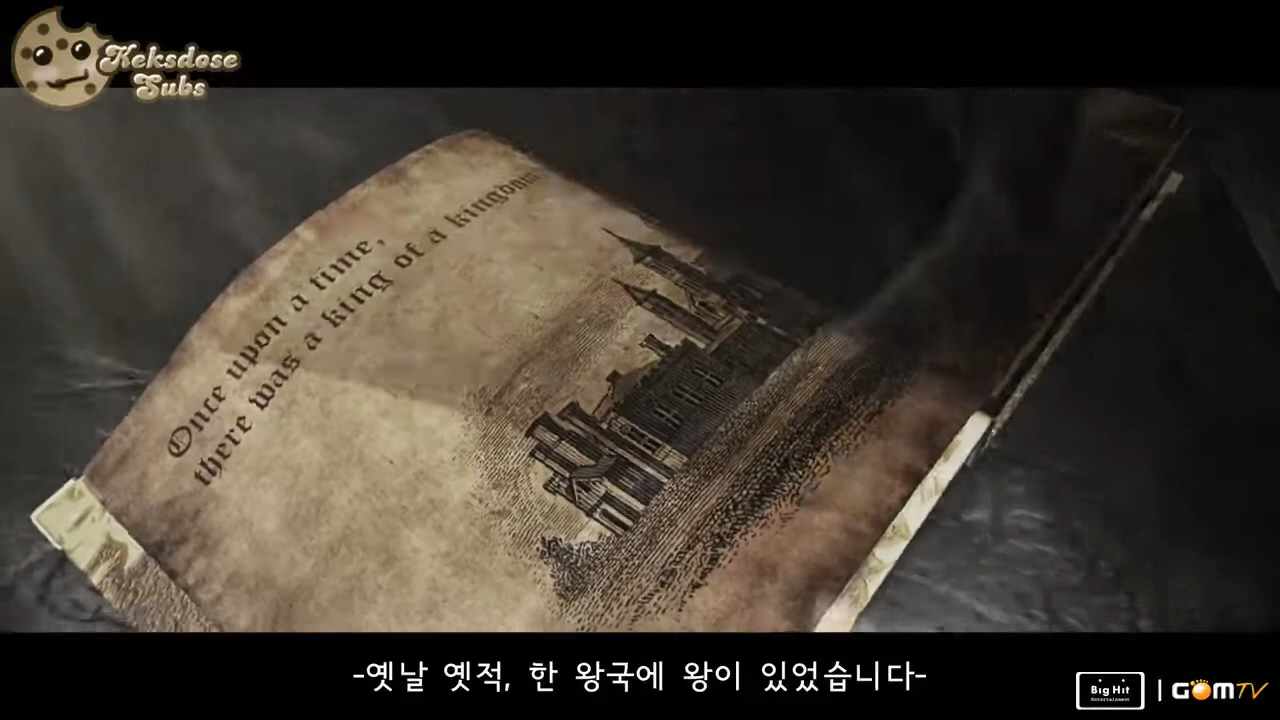 Keksdose
Subs
Once upon a time,
there was a king of a kingdom
-옛날 옛적, 한 왕국에 왕이 있었습니다-
Big Hit
Entertainment
GOMTV